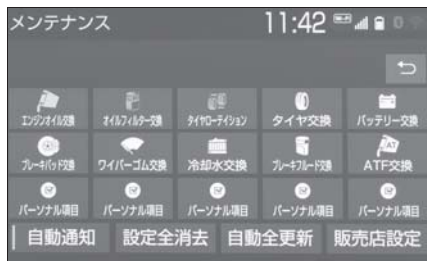 メンテナンス 11:42
エンジンオイル交換 オイルフィルター交換 タイヤローテイション タイヤ交換 バッテリー交換
ブレーキパッド交換 ワイパーゴム交換 冷却水交換 ブレーキフルード交換 ATF交換
パーソナル項目 パーソナル項目 パーソナル項目 パーソナル項目 パーソナル項目
自動通知 設定全消去 自動全更新 販売店設定